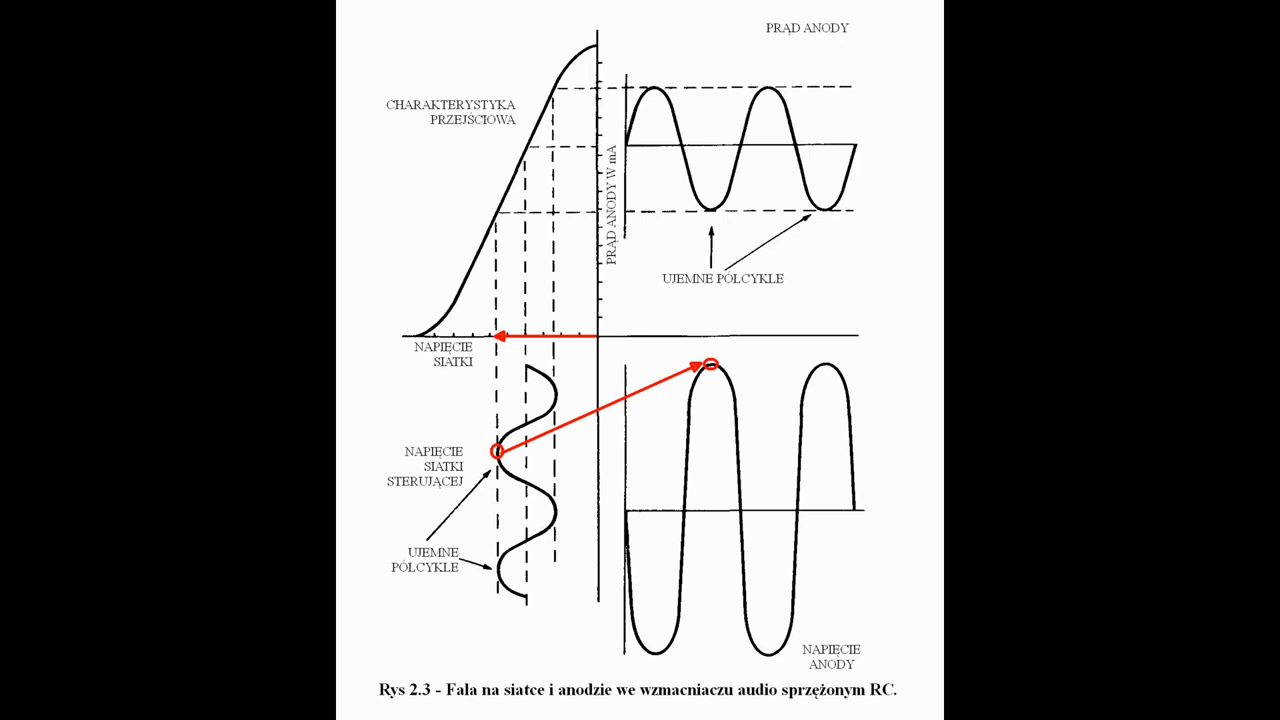 PRĄD ANODY
CHARAKTERYSTYKA
PRZEJŚCIOWA
PRĄD ANODY W mA
UJEMNE PÓŁCYKLE
NAPIĘCIE
SIATKI
NAPIĘCIE
SIATKI
STERUJĄCEJ
UJEMNE
PÓŁCYKLE
NAPIĘCIE
ANODY
Rys 2.3 - Fala na siatce i anodzie we wzmacniaczu audio sprzężonym RC.